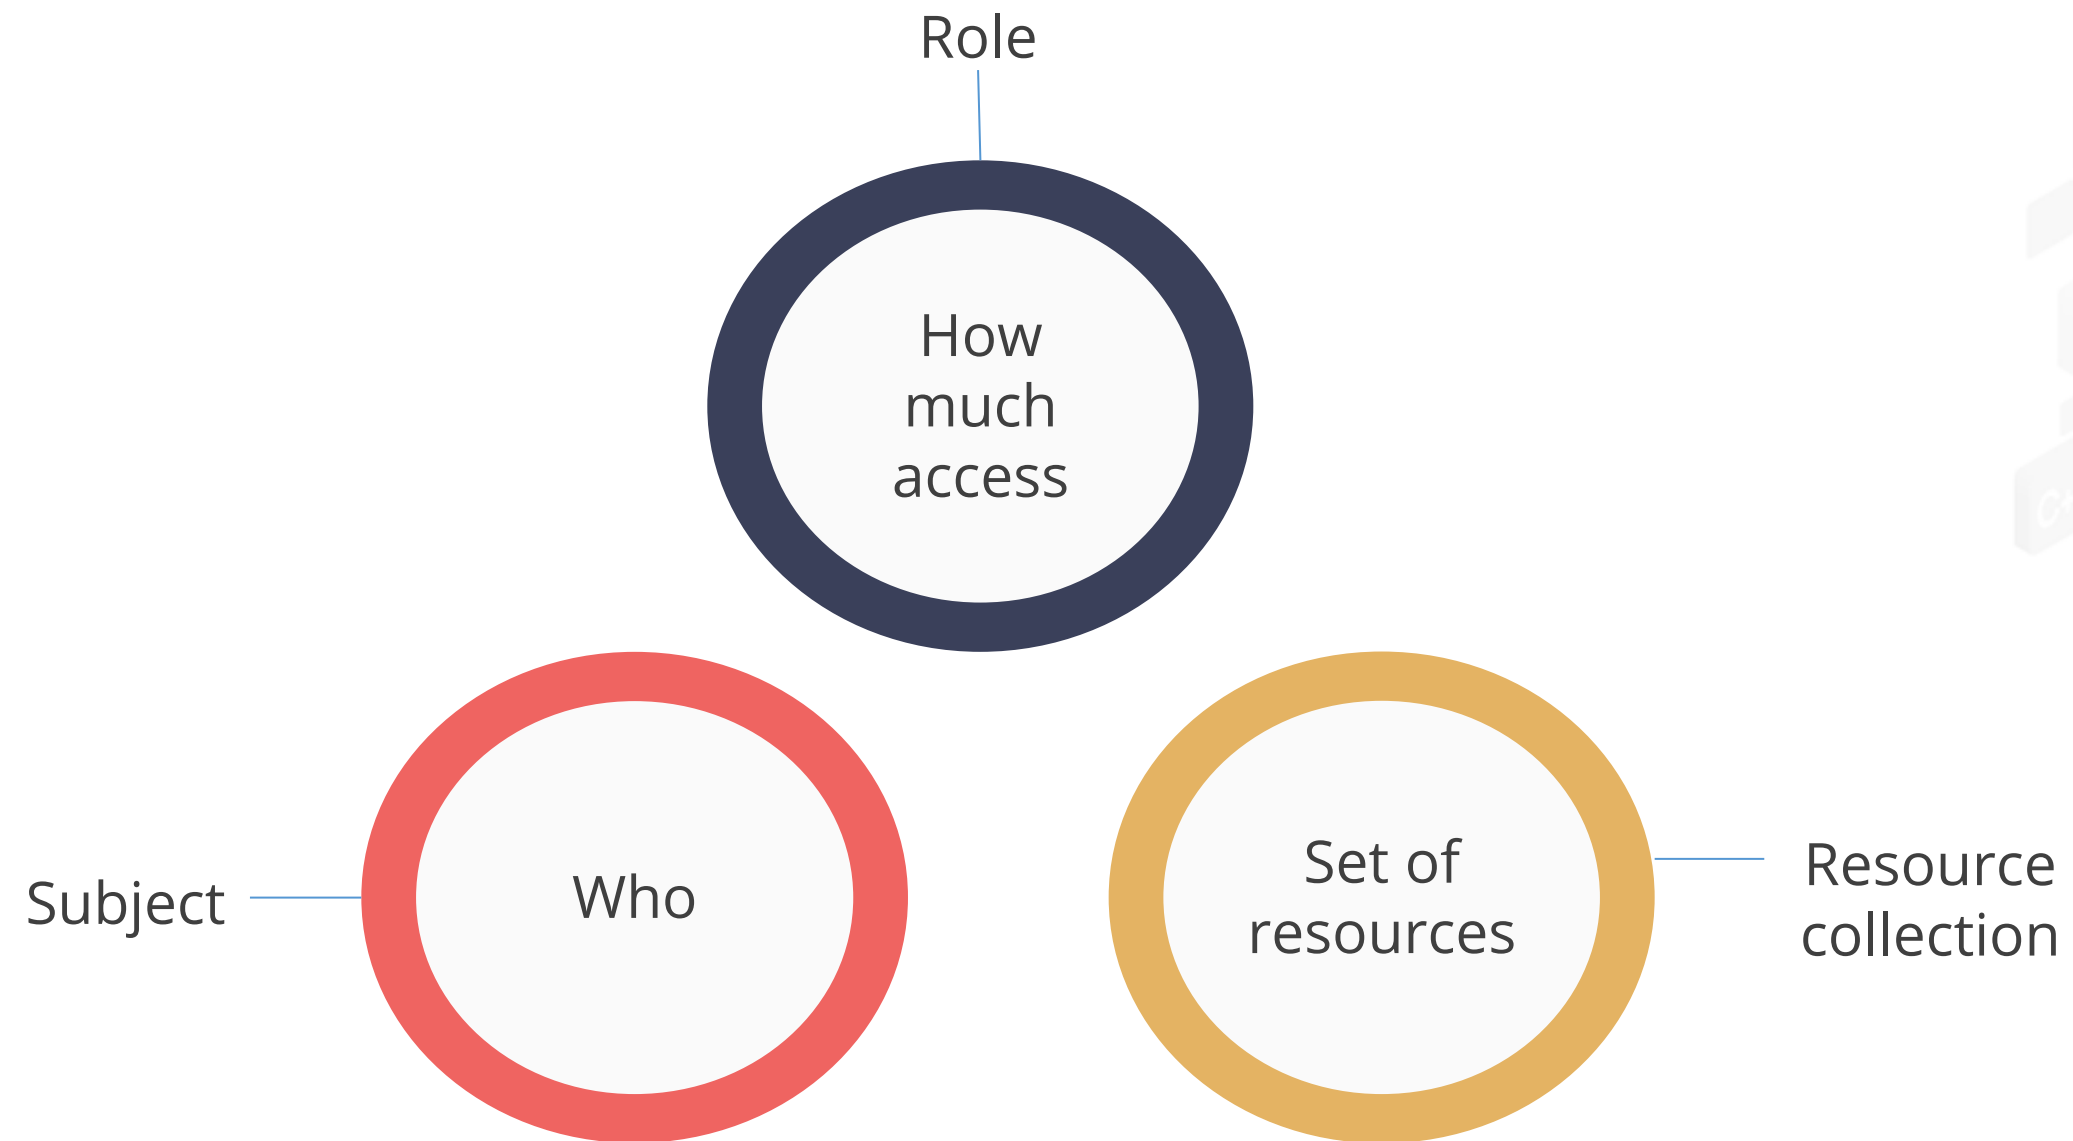 Role
How
much
access
Who
Subject
Set of
resources
Resource
collection